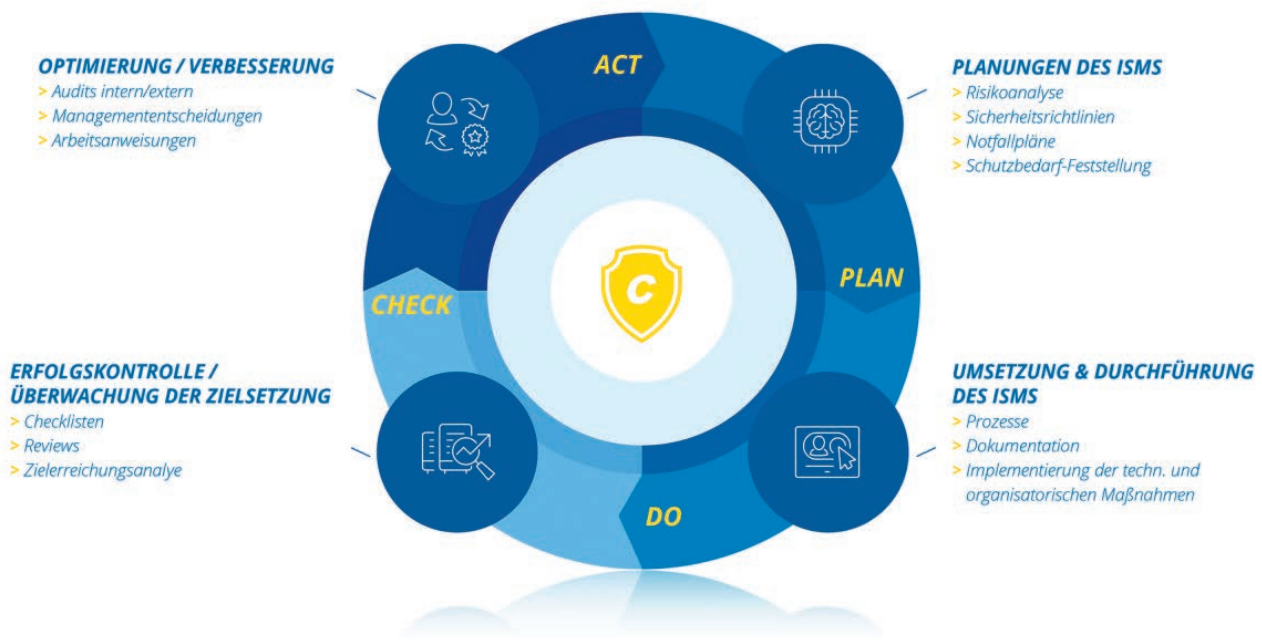 OPTIMIERUNG / VERBESSERUNG
> Audits intern/extern
> Managemententscheidungen
> Arbeitsanweisungen
ACT
PLANUNGEN DES ISMS
> Risikoanalyse
> Sicherheitsrichtlinien
> Notfallpläne
> Schutzbedarf-Feststellung
PLAN
C
CHECK
ERFOLGSKONTROLLE /
ÜBERWACHUNG DER ZIELSETZUNG
> Checklisten
> Reviews
> Zielerreichungsanalye
UMSETZUNG & DURCHFÜHRUNG
DES ISMS
> Prozesse
> Dokumentation
> Implementierung der techn. und
organisatorischen Maßnahmen
DO